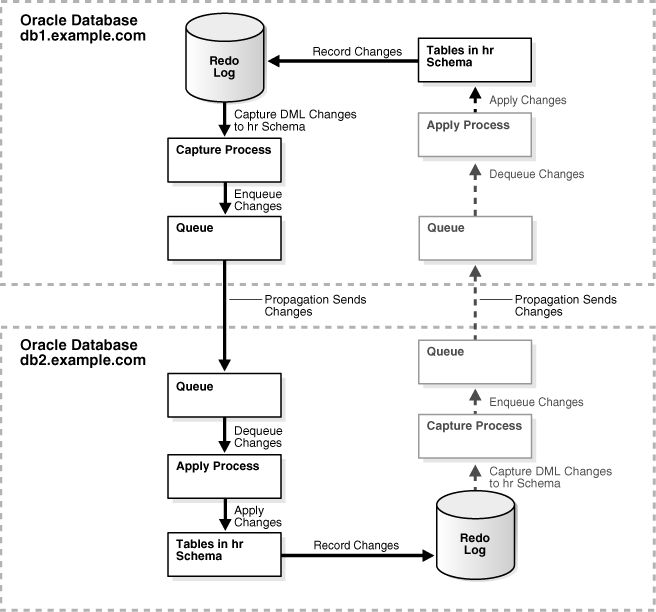 Oracle Database
db1.example.com
Redo
Log
Record Changes
Tables in hr
Schema
Capture DML Changes
to hr Schema
Apply Changes
Capture Process
Apply Process
Enqueue
Changes
Dequeue Changes
Queue
Queue
Propagation Sends
Changes
Propagation Sends
Changes
Oracle Database
db2.example.com
Queue
Queue
Dequeue
Changes
Enqueue Changes
Apply Process
Capture Process
Apply
Changes
Capture DML Changes
to hr Schema
Tables in hr
Schema
Record Changes
Redo
Log